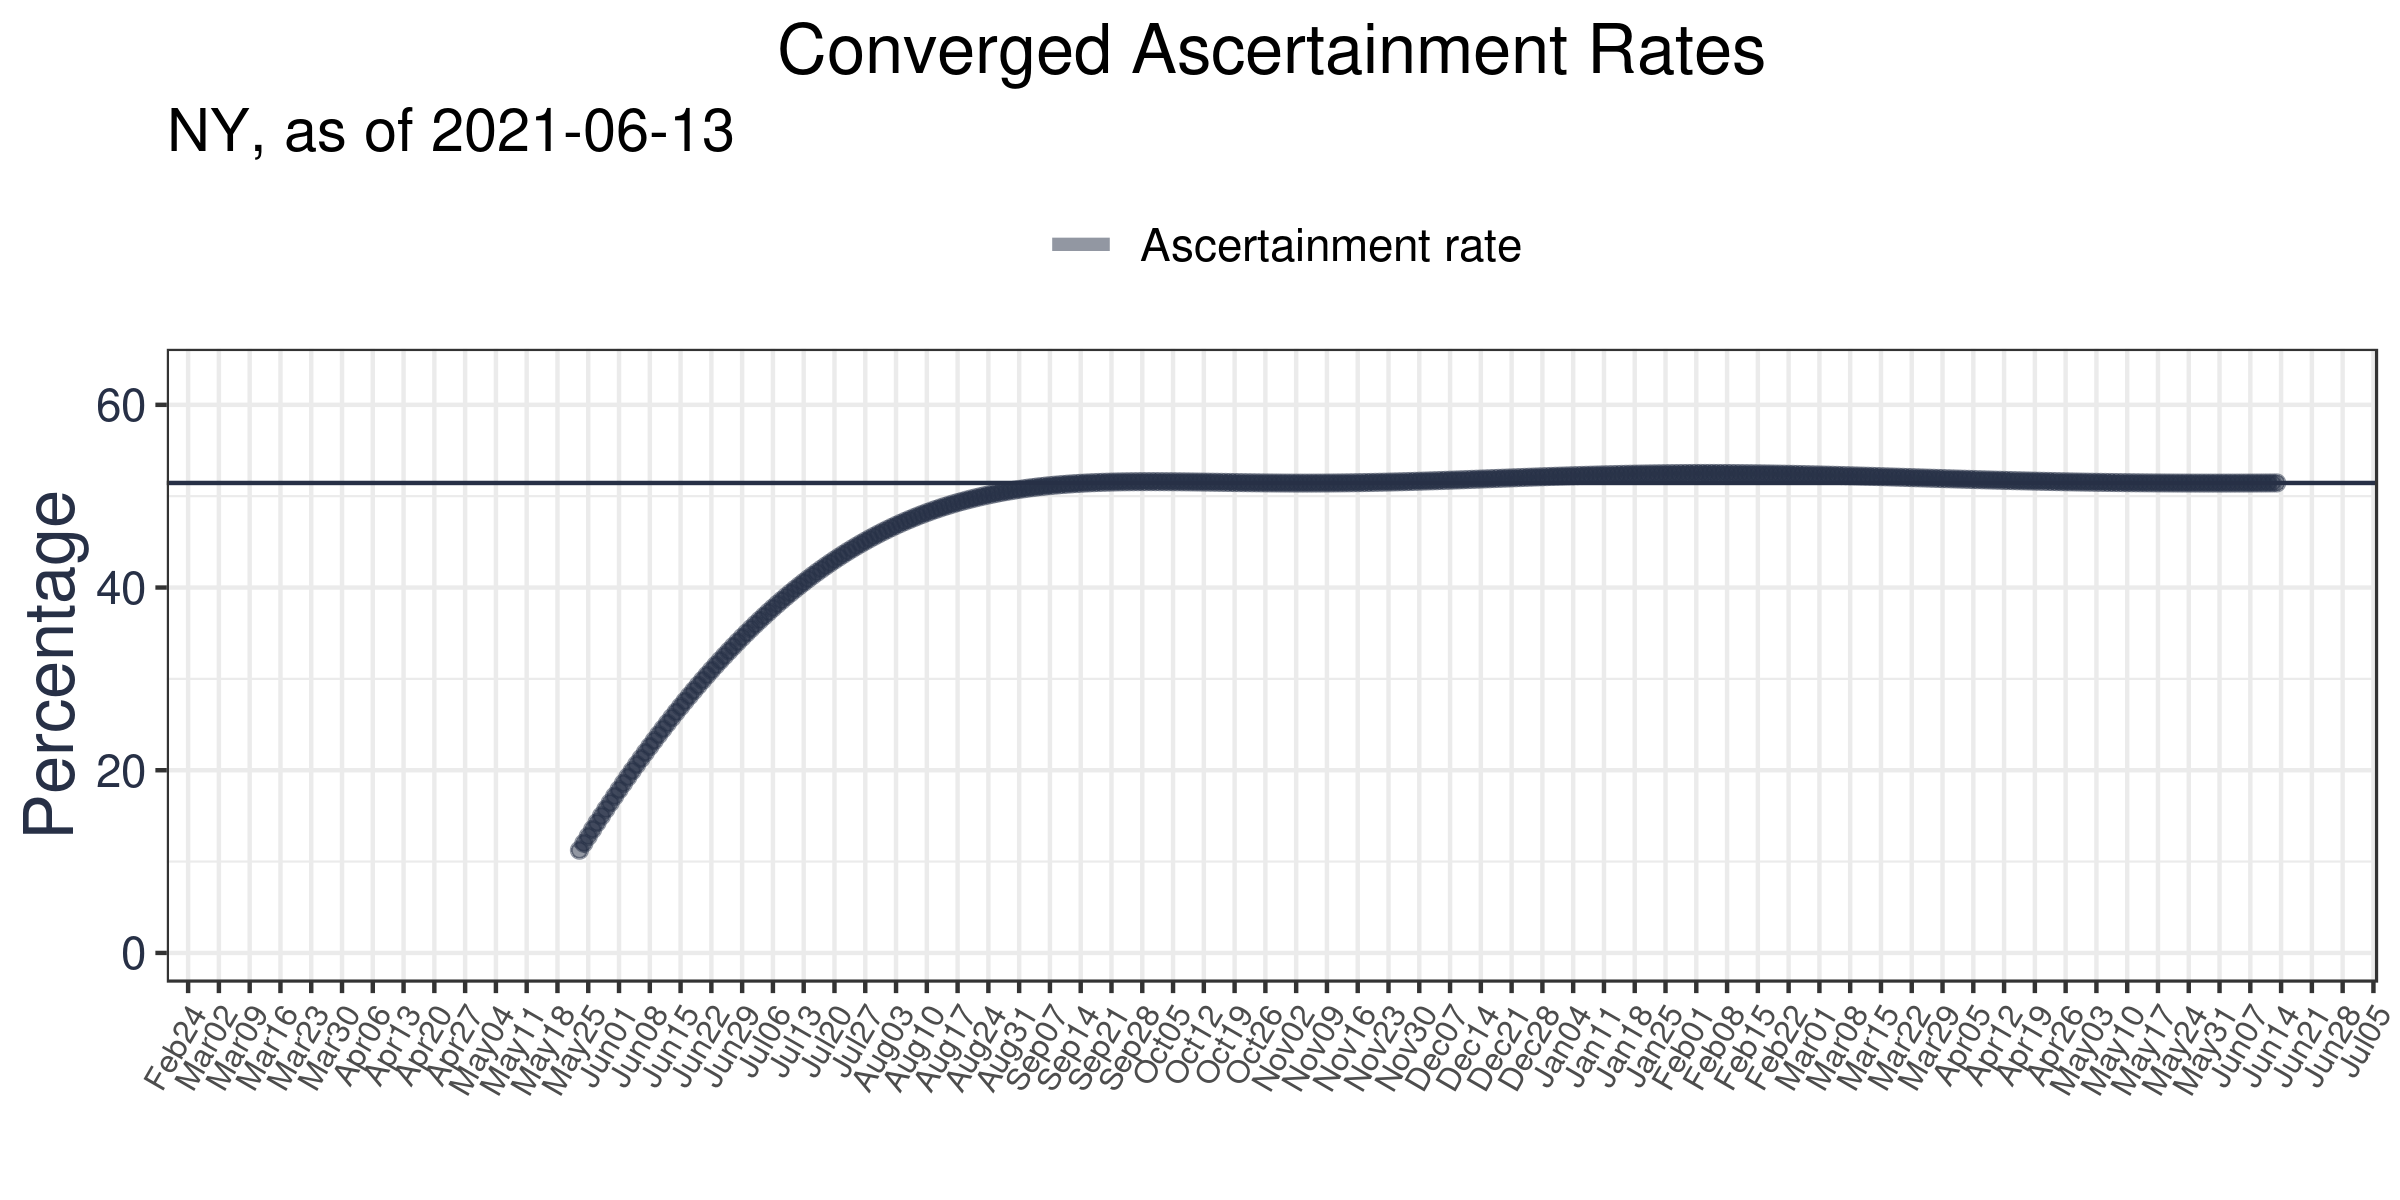 Converged Ascertainment Rates
NY, as of 2021-06-13
Ascertainment rate
Percentage
60
40
20
0
Feb24 Mar02 Mar09 Mar16 Mar23 Mar30 Apr06 Apr13 Apr20 Apr27 May04 May11 May18 May25 Jun01 Jun08 Jun15 Jun22 Jun29 Jul06 Jul13 Jul20 Jul27 Aug03 Aug10 Aug17 Aug24 Aug31 Sep07 Sep14 Sep21 Sep28 Oct05 Oct12 Oct19 Oct26 Nov02 Nov09 Nov16 Nov23 Nov30 Dec07 Dec14 Dec21 Dec28 Jan04 Jan11 Jan18 Jan25 Feb01 Feb08 Feb15 Feb22 Mar01 Mar08 Mar15 Mar22 Mar29 Apr05 Apr12 Apr19 Apr26 May03 May10 May17 May24 May31 Jun07 Jun14 Jun21 Jun28 Jul05